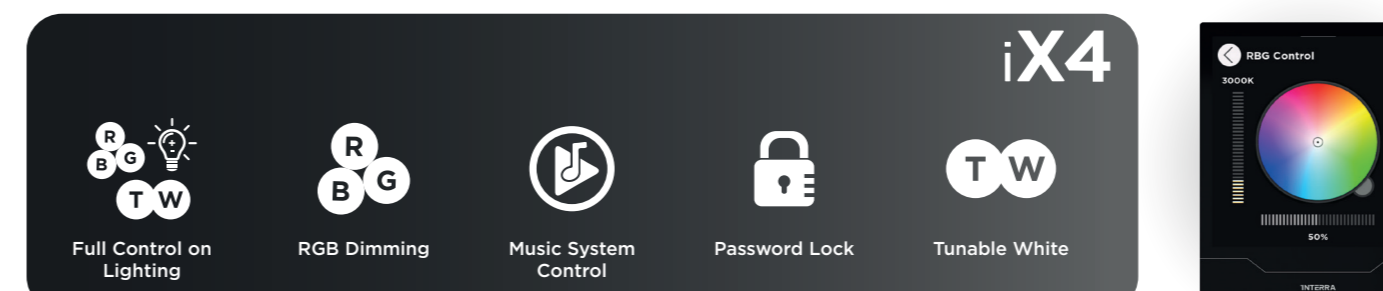 iX4
R
B G
T W
R
B G
T W
Full Control on
Lighting
RGB Dimming
Music System
Control
Password Lock
Tunable White
RBG Control
3000K
50%
INTERRA